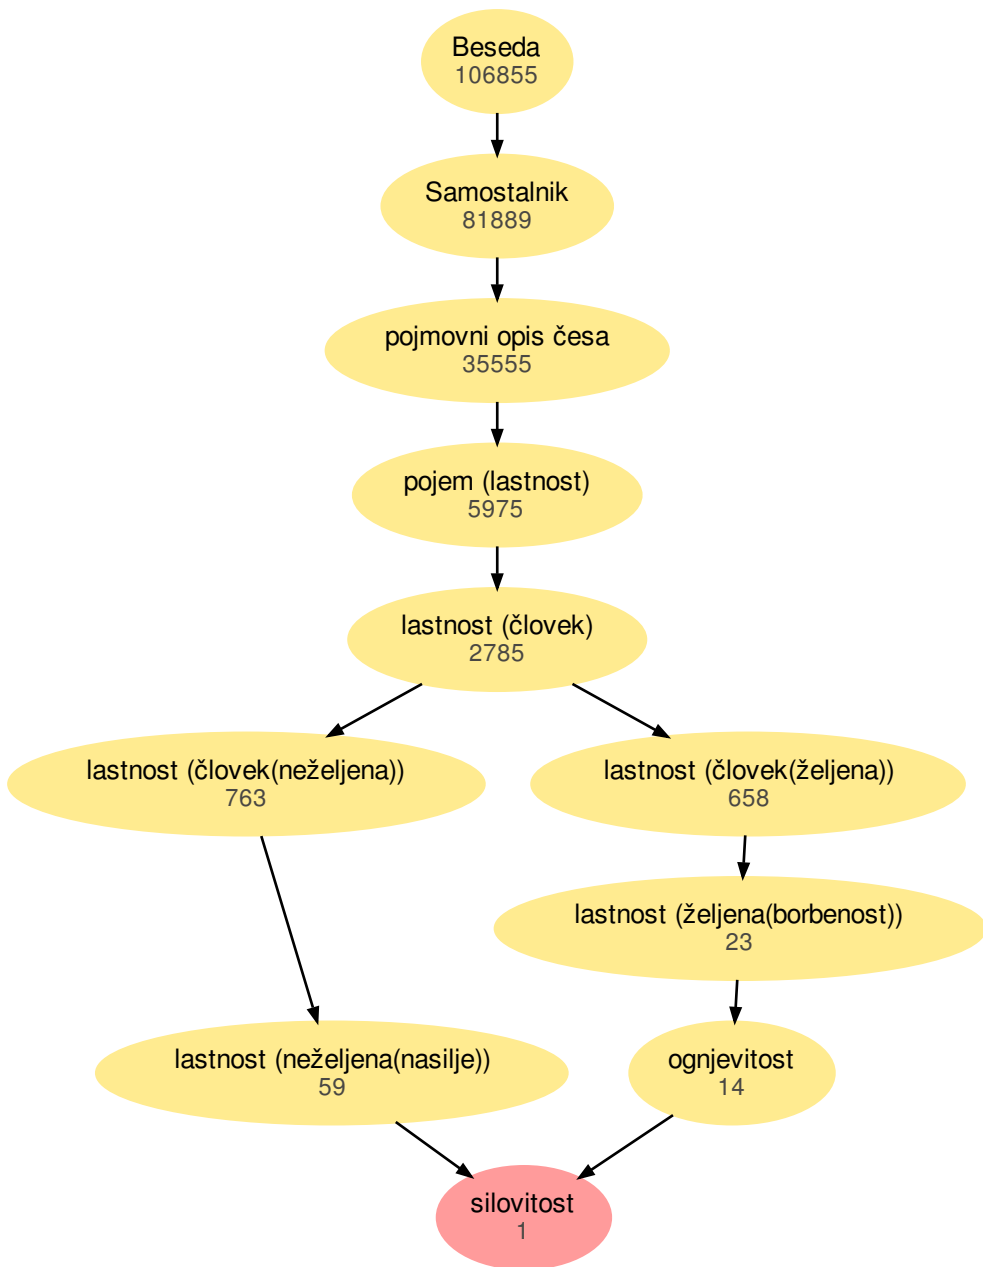 Beseda
106855
Samostalnik
81889
pojmovni opis česa
35555
pojem (lastnost)
5975
lastnost (človek)
2785
lastnost (človek(neželjena))
763
lastnost (človek(željena))
658
lastnost (željena(borbenost))
23
lastnost (neželjena(nasilje))
59
ognjevitost
14
silovitost
1